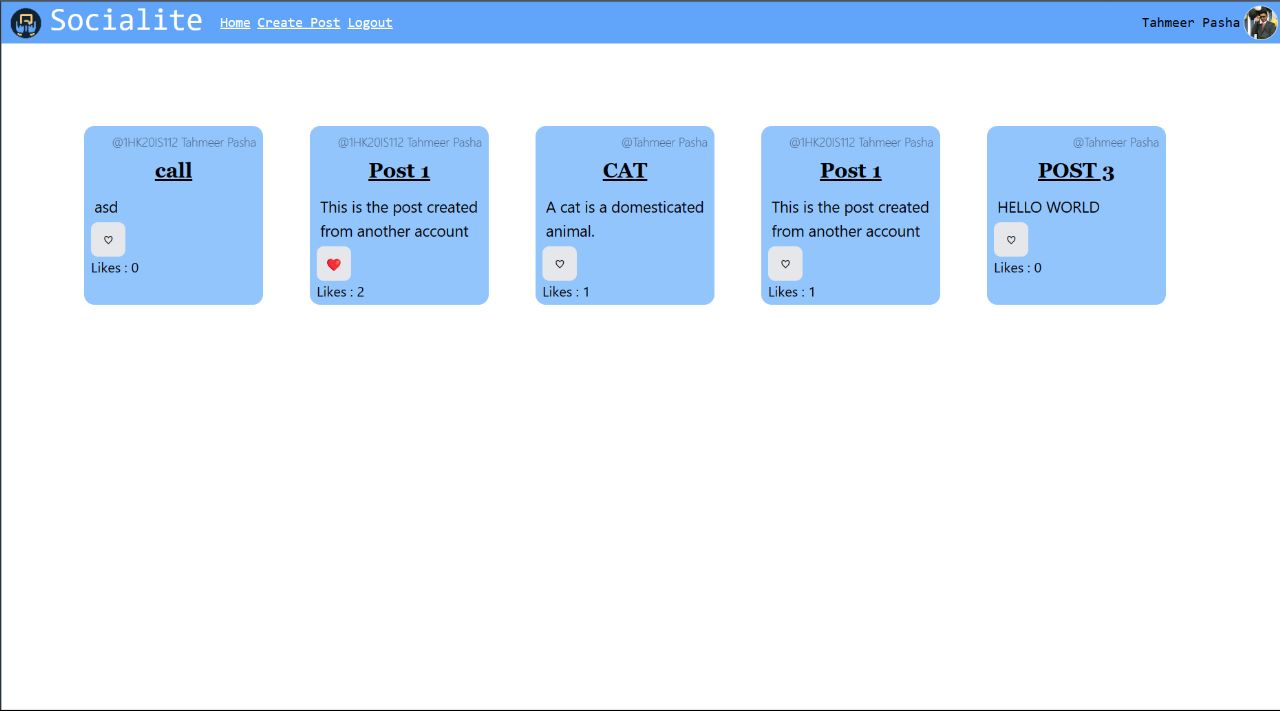 Socialite
Home Create Post Logout
Tahmeer Pasha
@1HK20IS112 Tahmeer Pasha
call
asd
♡
Likes : 0
@1HK20IS112 Tahmeer Pasha
Post 1
This is the post created
from another account
❤️
Likes : 2
@Tahmeer Pasha
CAT
A cat is a domesticated
animal.
♡
Likes : 1
@1HK20IS112 Tahmeer Pasha
Post 1
This is the post created
from another account
♡
Likes : 1
@Tahmeer Pasha
POST 3
HELLO WORLD
♡
Likes : 0